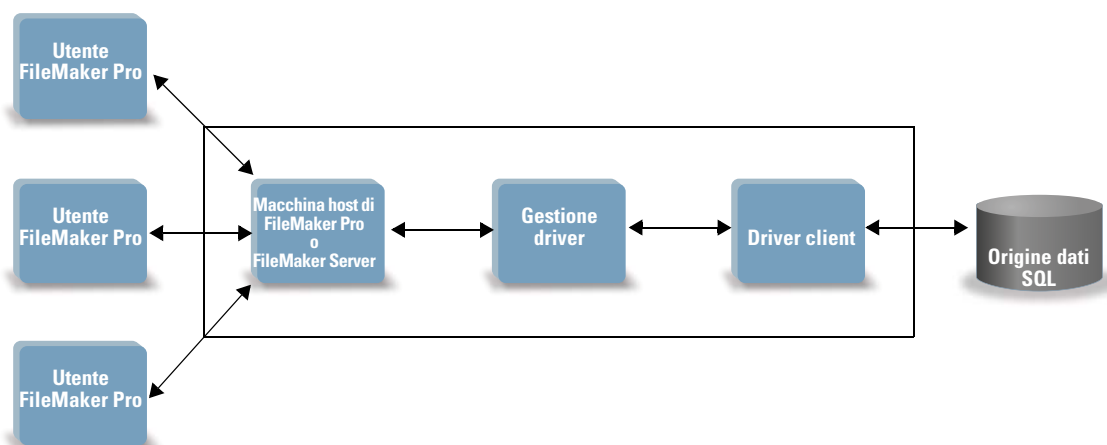 Utente
FileMaker Pro
Utente
FileMaker Pro
Macchina host di
FileMaker Pro
o
FileMaker Server
Gestione
driver
Driver client
Origine dati
SQL
Utente
FileMaker Pro